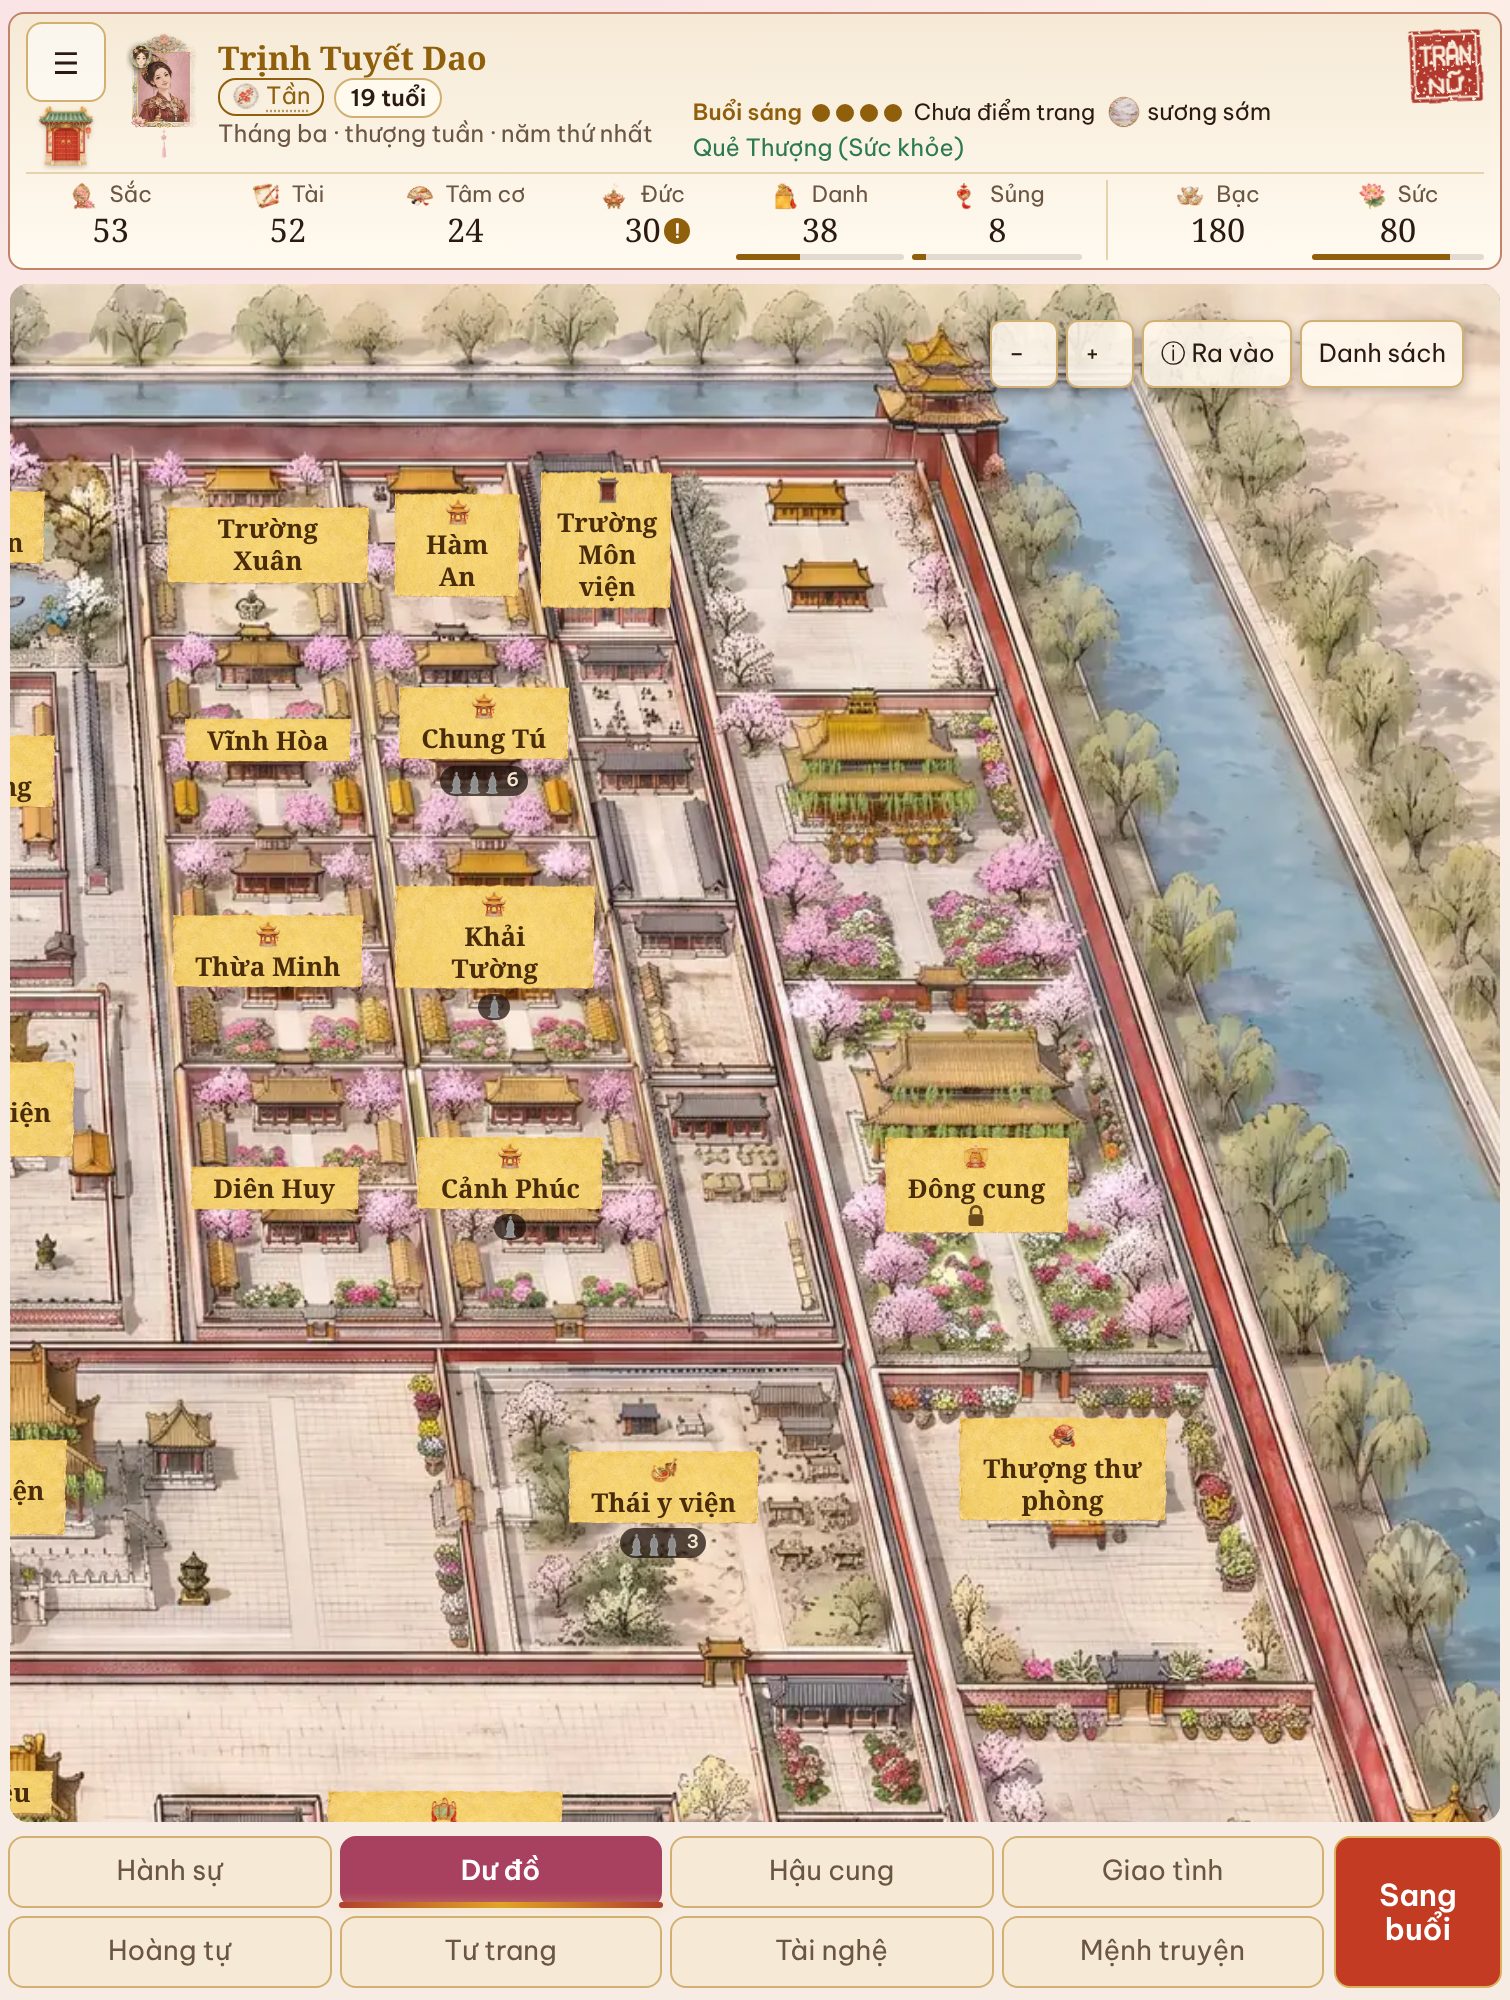 ☰
Trịnh Tuyết Dao
Tần
19 tuổi
Tháng ba · thượng tuần · năm thứ nhất
Buổi sáng
Chưa điểm trang
sương sớm
Quẻ Thượng (Sức khỏe)
TRÂN
NỮ
Sắc
53
Tài
52
Tâm cơ
24
Đức
30 !
Danh
38
Sủng
8
Bạc
180
Sức
80
−
+
ⓘ Ra vào
Danh sách
n
Trường
Xuân
Hàm
An
Trường
Môn
viện
Vĩnh Hòa
Chung Tú
6
ng
Thừa Minh
Khải
Tường
iện
Diên Huy
Cảnh Phúc
Đông cung
ện
Thái y viện
3
Thượng thư
phòng
Hành sự
Dư đồ
Hậu cung
Giao tình
Sang
buổi
Hoàng tự
Tư trang
Tài nghệ
Mệnh truyện